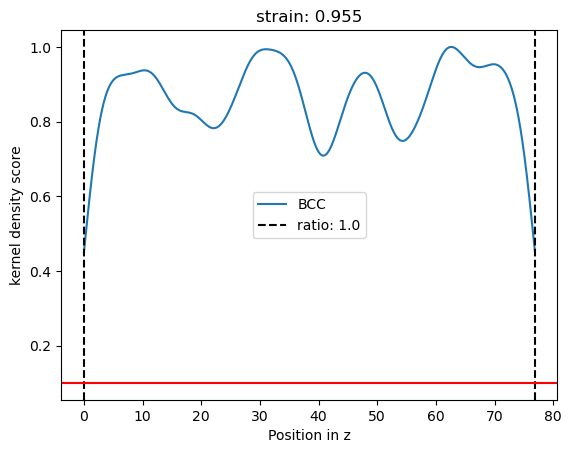 strain: 0.955
kernel density score
1.0
0.8
0.6
0.4
0.2
BCC
ratio: 1.0
0 10 20 30 40 50 60 70 80
Position in z